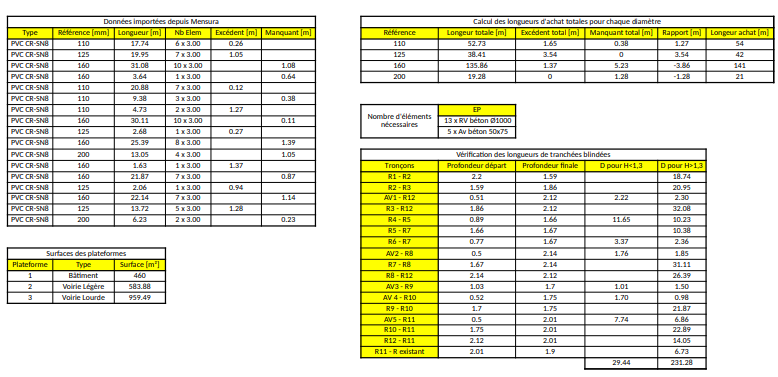 Données importées depuis Mensura
Type Référence [mm] Longueur [m] Nb Elem Excédent [m] Manquant [m]
PVC CR-SN8 110 17.74 6 x 3.00 0.26
PVC CR-SN8 125 19.95 7 x 3.00 1.05
PVC CR-SN8 160 31.08 10 x 3.00 1.08
PVC CR-SN8 160 3.64 1 x 3.00 0.64
PVC CR-SN8 110 20.88 7 x 3.00 0.12
PVC CR-SN8 110 9.38 3 x 3.00 0.38
PVC CR-SN8 110 4.73 2 x 3.00 1.27
PVC CR-SN8 160 30.11 10 x 3.00 0.11
PVC CR-SN8 125 2.68 1 x 3.00 0.27
PVC CR-SN8 160 25.39 8 x 3.00 1.39
PVC CR-SN8 200 13.05 4 x 3.00 1.05
PVC CR-SN8 160 1.63 1 x 3.00 1.37
PVC CR-SN8 160 21.87 7 x 3.00 0.87
PVC CR-SN8 125 2.06 1 x 3.00 0.94
PVC CR-SN8 160 22.14 7 x 3.00 1.14
PVC CR-SN8 125 13.72 5 x 3.00 1.28
PVC CR-SN8 200 6.23 2 x 3.00 0.23
Surfaces des plateformes
Plateforme Type Surface [m²]
1 Bâtiment 460
2 Voirie Légère 583.88
3 Voirie Lourde 959.49
Calcul des longueurs d'achat totales pour chaque diamètre
Référence Longeur totale [m] Excédent total [m] Manquant total [m] Rapport [m] Longeur achat [m]
110 52.73 1.65 0.38 1.27 54
125 38.41 3.54 0 3.54 42
160 135.86 1.37 5.23 -3.86 141
200 19.28 0 1.28 -1.28 21
Nombre d'éléments
nécessaires
EP
13 x RV béton Ø1000
5 x Av béton 50x75
Vérification des longueurs de tranchées blindées
Tronçons Profondeur départ Profondeur finale D pour H<1,3 D pour H>1,3
R1 - R2 2.2 1.59 18.74
R2 - R3 1.59 1.86 20.95
AV1 - R12 0.51 2.12 2.22 2.30
R3 - R12 1.86 2.12 32.08
R4 - R5 0.89 1.66 11.65 10.23
R5 - R7 1.66 1.67 10.38
R6 - R7 0.77 1.67 3.37 2.36
AV2 - R8 0.5 2.14 1.76 1.85
R7 - R8 1.67 2.14 31.11
R8 - R12 2.14 2.12 26.39
AV3 - R9 1.03 1.7 1.01 1.50
AV 4 - R10 0.52 1.75 1.70 0.98
R9 - R10 1.7 1.75 21.87
AV5 - R11 0.5 2.01 7.74 6.86
R10 - R11 1.75 2.01 22.89
R12 - R11 2.12 2.01 14.05
R11 - R existant 2.01 1.9 6.73
29.44 231.28